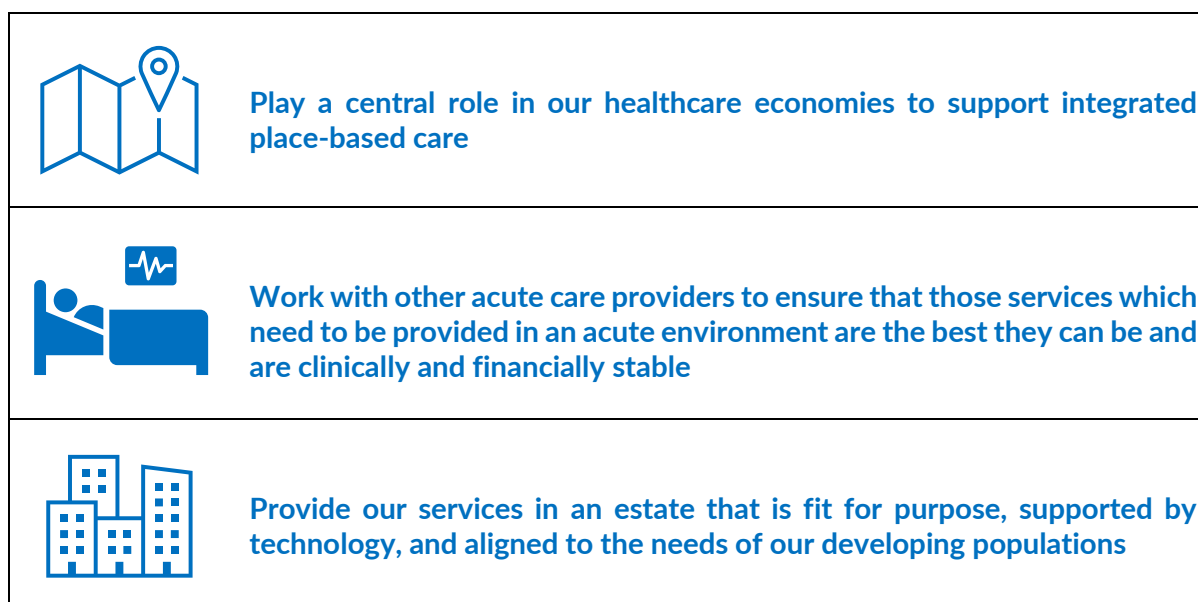 Play a central role in our healthcare economies to support integrated
place-based care
Work with other acute care providers to ensure that those services which
need to be provided in an acute environment are the best they can be and
are clinically and financially stable
Provide our services in an estate that is fit for purpose, supported by
technology, and aligned to the needs of our developing populations